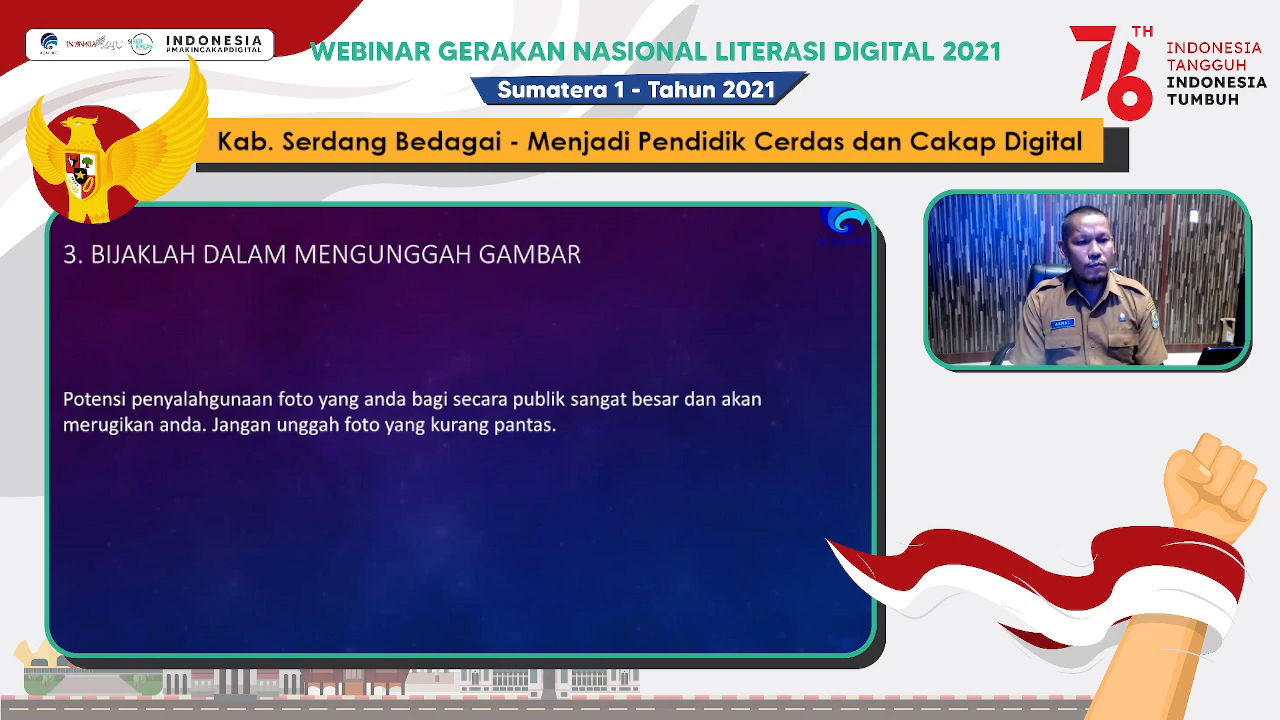 INDONESIA
#MAKINCAKAPDIGITAL
WEBINAR GERAKAN NASIONAL LITERASI DIGITAL 2021
Sumatera 1 - Tahun 2021
76 TH
INDONESIA
TANGGUH
INDONESIA
TUMBUH
Kab. Serdang Bedagai - Menjadi Pendidik Cerdas dan Cakap Digital
3. BIJAKLAH DALAM MENGUNGGAH GAMBAR
Potensi penyalahgunaan foto yang anda bagi secara publik sangat besar dan akan
merugikan anda. Jangan unggah foto yang kurang pantas.